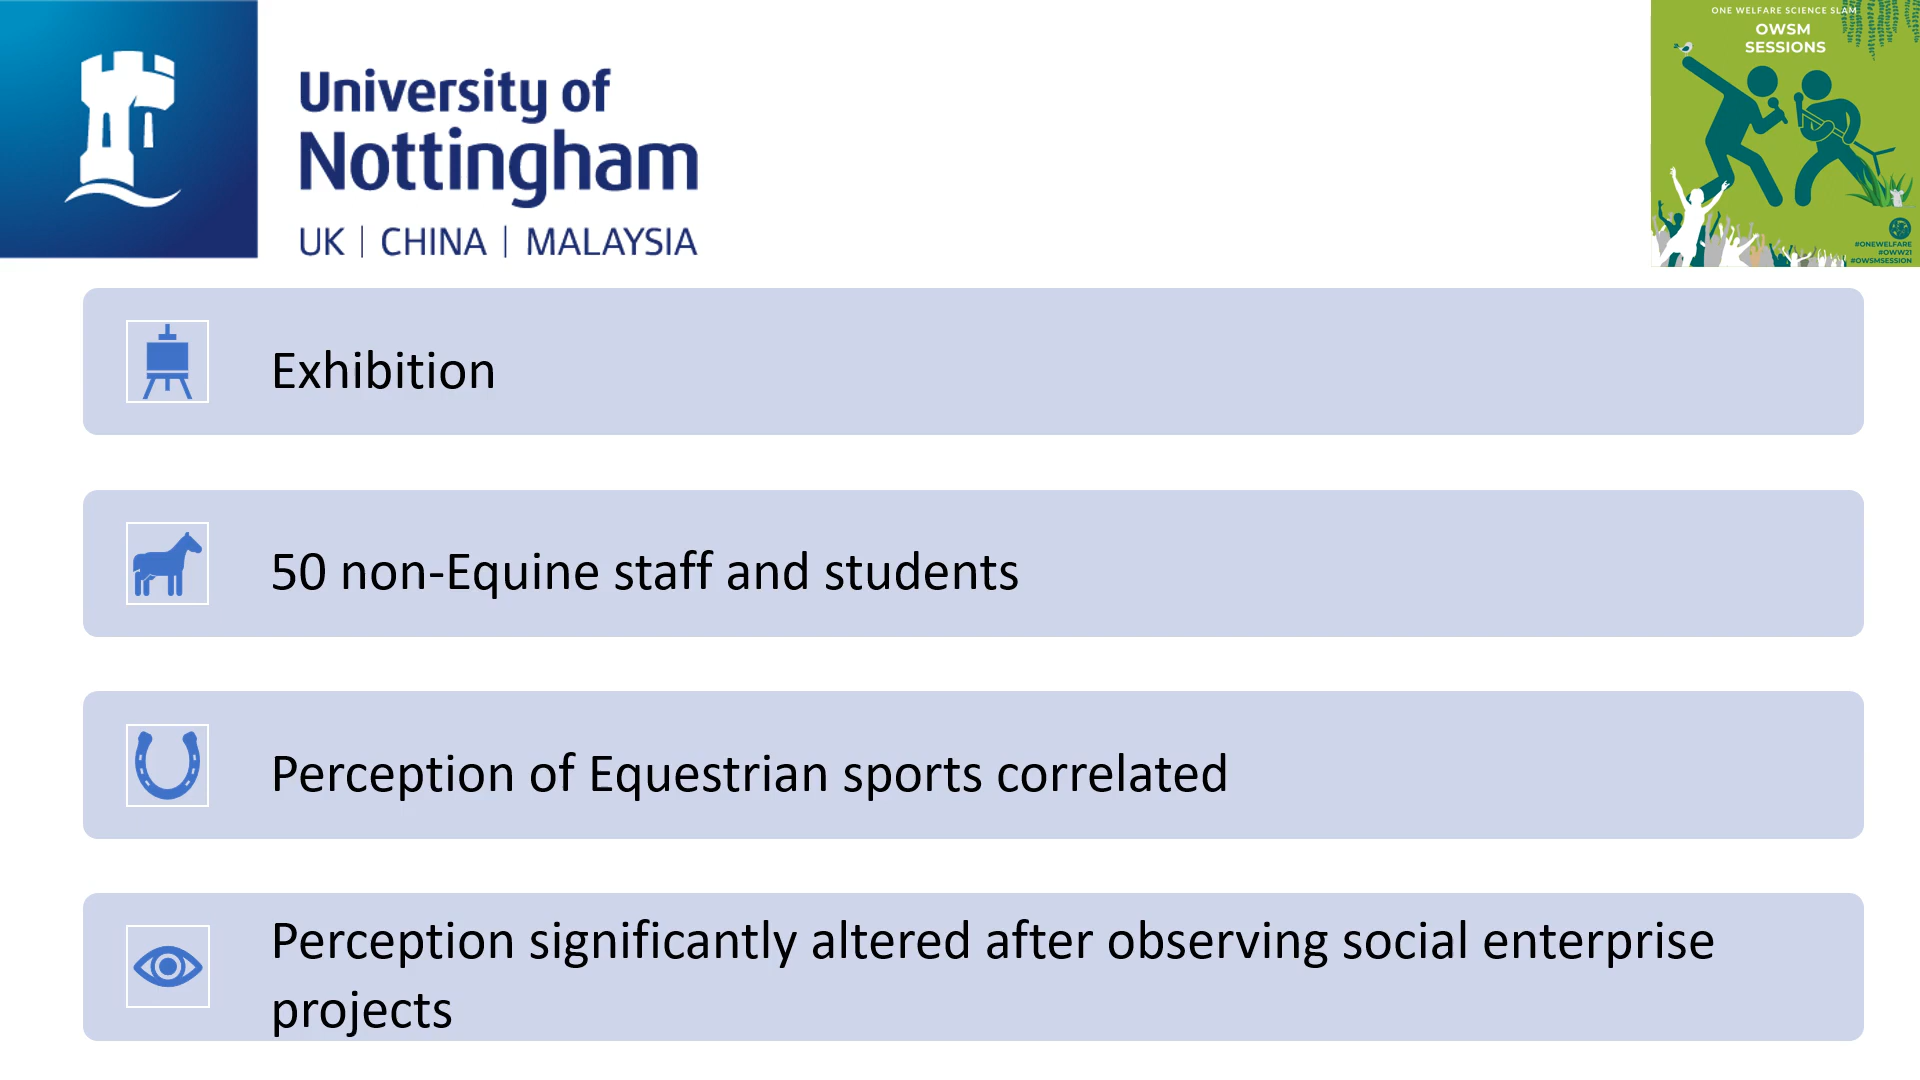 University of
Nottingham
UK | CHINA | MALAYSIA
ONE WELFARE SCIENCE SLAM
OWSM
SESSIONS
#ONEWELFARE
#OWW21
#OWSMSESSION
Exhibition
50 non-Equine staff and students
Perception of Equestrian sports correlated
Perception significantly altered after observing social enterprise
projects